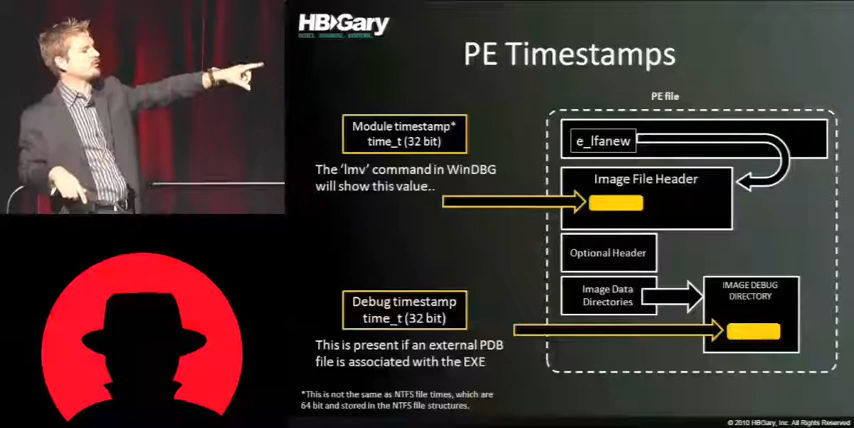 HBGary
PE Timestamps
PE file
Module timestamp*
time_t (32 bit)
The 'lmv' command in WinDBG
will show this value..
e_lfanew
Image File Header
Optional Header
Image Data
Directories
IMAGE DEBUG
DIRECTORY
Debug timestamp
time_t (32 bit)
This is present if an external PDB
file is associated with the EXE
*This is not the same as NTFS file times, which are
64 bit and stored in the NTFS file structures.
© 2010 HBGary, Inc. All Rights Reserved